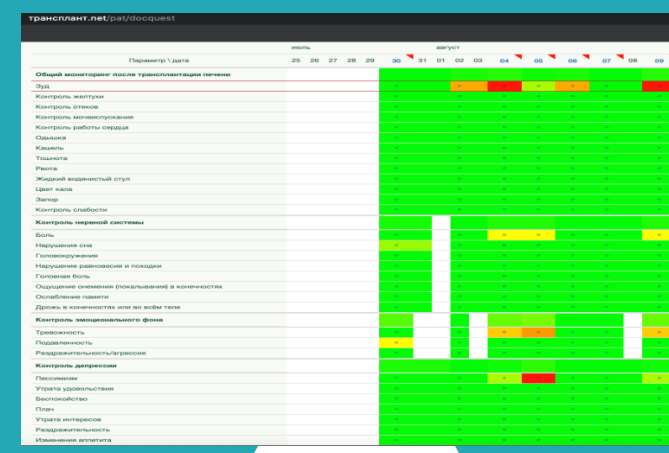 трансплант.net/pat/docquest
июль август
Параметр \ дата 25 26 27 28 29 30 31 01 02 03 04 05 06 07 08 09
Общий мониторинг после трансплантации печени
Зуд
Контроль желтухи
Контроль отеков
Контроль мочеиспускания
Контроль работы сердца
Одышка
Кашель
Тошнота
Рвота
Жидкий водянистый стул
Цвет кала
Запор
Контроль слабости
Контроль нервной системы
Боль
Нарушения сна
Головокружения
Нарушение равновесия и походки
Головная боль
Ощущение онемения (покалывания) в конечностях
Ослабление памяти
Дрожь в конечностях или во всём теле
Контроль эмоционального фона
Тревожность
Подавленность
Раздражительность/агрессия
Контроль депрессии
Пессимизм
Утрата удовольствия
Беспокойство
Плач
Утрата интересов
Раздражительность
Изменения аппетита